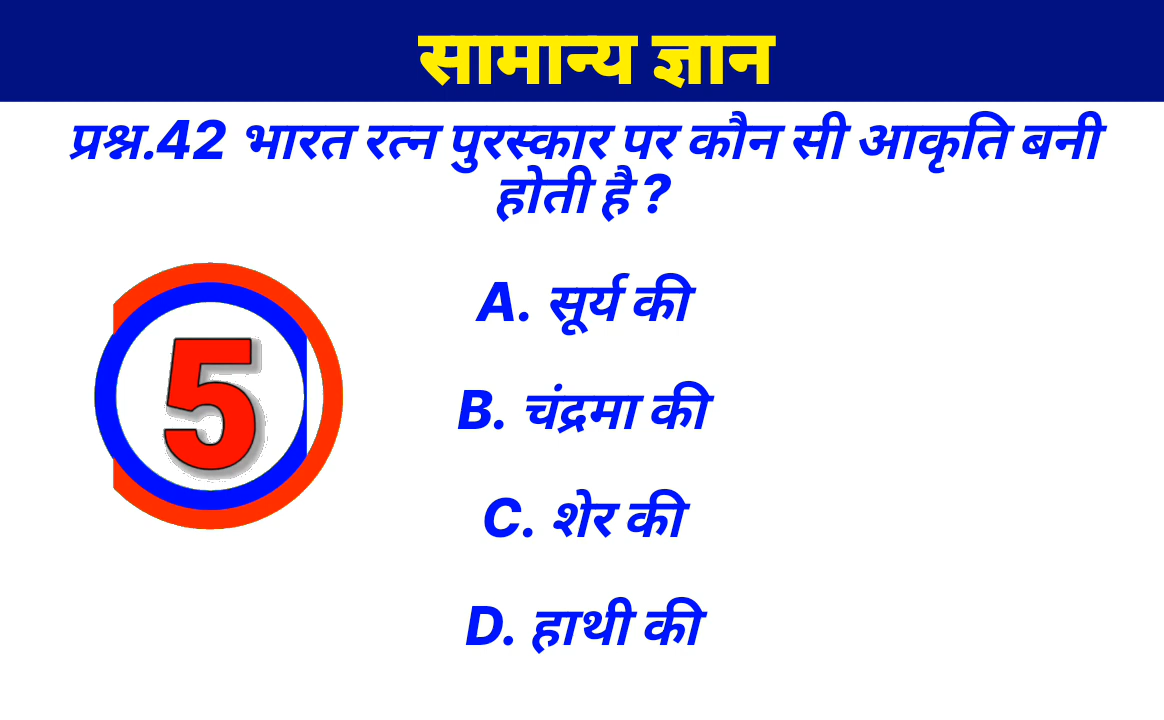 सामान्य ज्ञान
प्रश्न.42 भारत रत्न पुरस्कार पर कौन सी आकृति बनी
होती है ?
A. सूर्य की
5
B. चंद्रमा की
C. शेर की
D. हाथी की